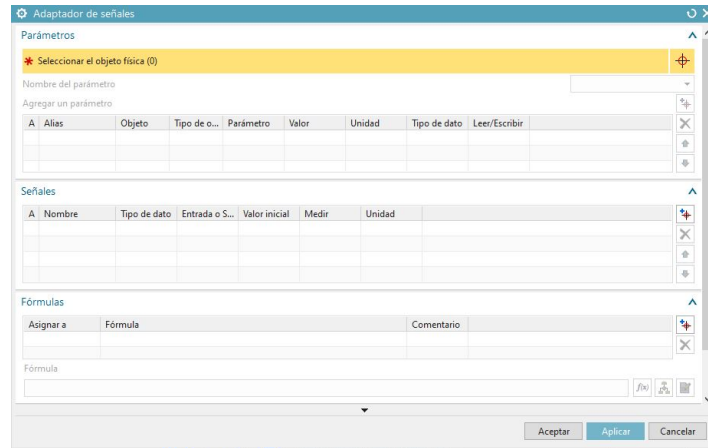 Adaptador de señales
Parámetros
Seleccionar el objeto física (0)
Nombre del parámetro
Agregar un parámetro
A Alias Objeto Tipo de o... Parámetro Valor Unidad Tipo de dato Leer/Escribir
Señales
A Nombre Tipo de dato Entrada o S... Valor inicial Medir Unidad
Fórmulas
Asignar a Fórmula Comentario
Fórmula
f(x)
Aceptar Aplicar Cancelar